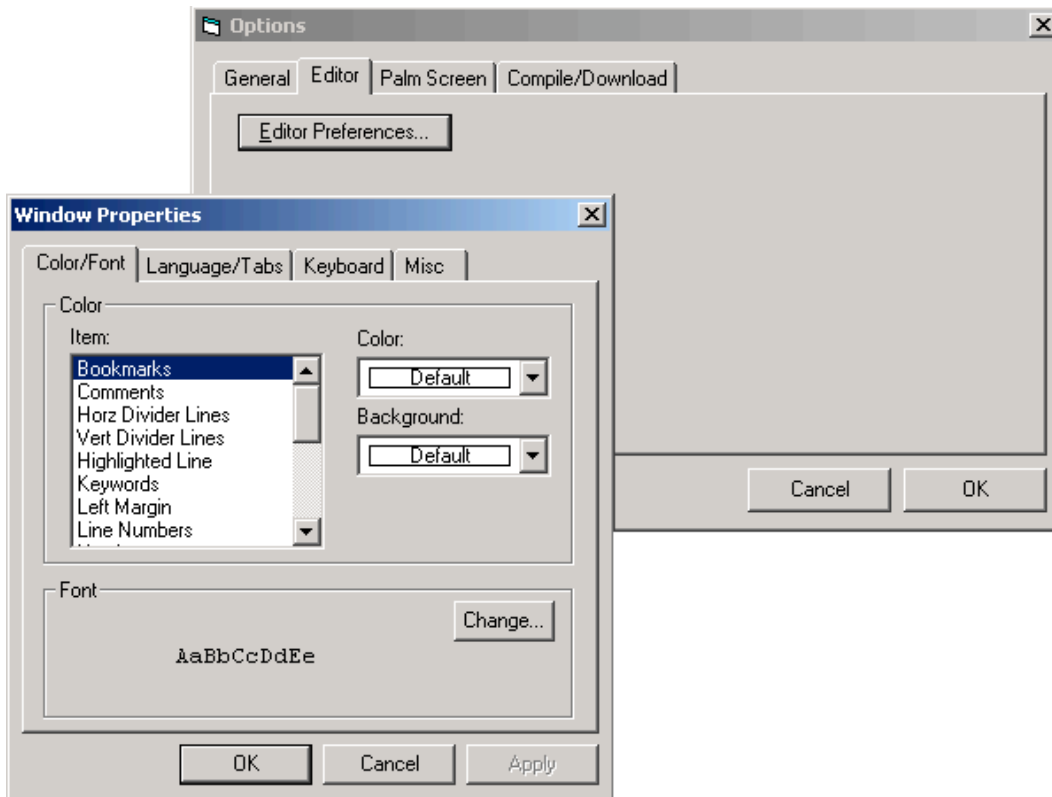 Options
General Editor Palm Screen Compile/Download
Editor Preferences...
Cancel OK
Window Properties
Color/Font Language/Tabs Keyboard Misc
Color
Item: Color:
Bookmarks Default
Comments
Horz Divider Lines Background:
Vert Divider Lines Default
Highlighted Line
Keywords
Left Margin
Line Numbers
Font
Change...
AaBbCcDdEe
OK Cancel Apply